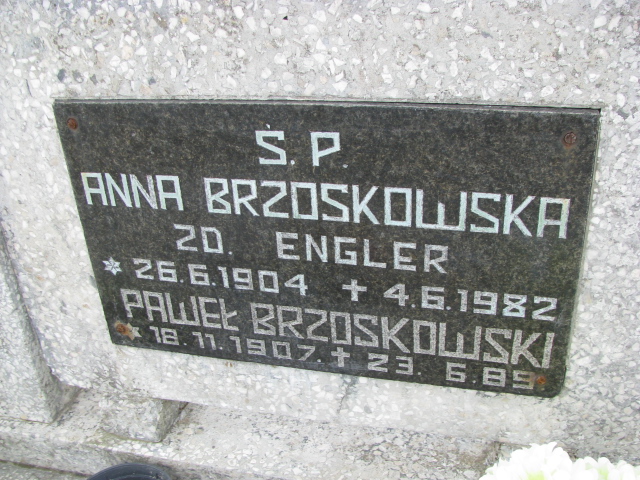 Ś. P.
ANNA BRZOSKOWSKA
ZD. ENGLER
* 26.6.1904 + 4.6.1982
PAWEŁ BRZOSKOWSKI
* 18.11.1907. + 23. 6.85